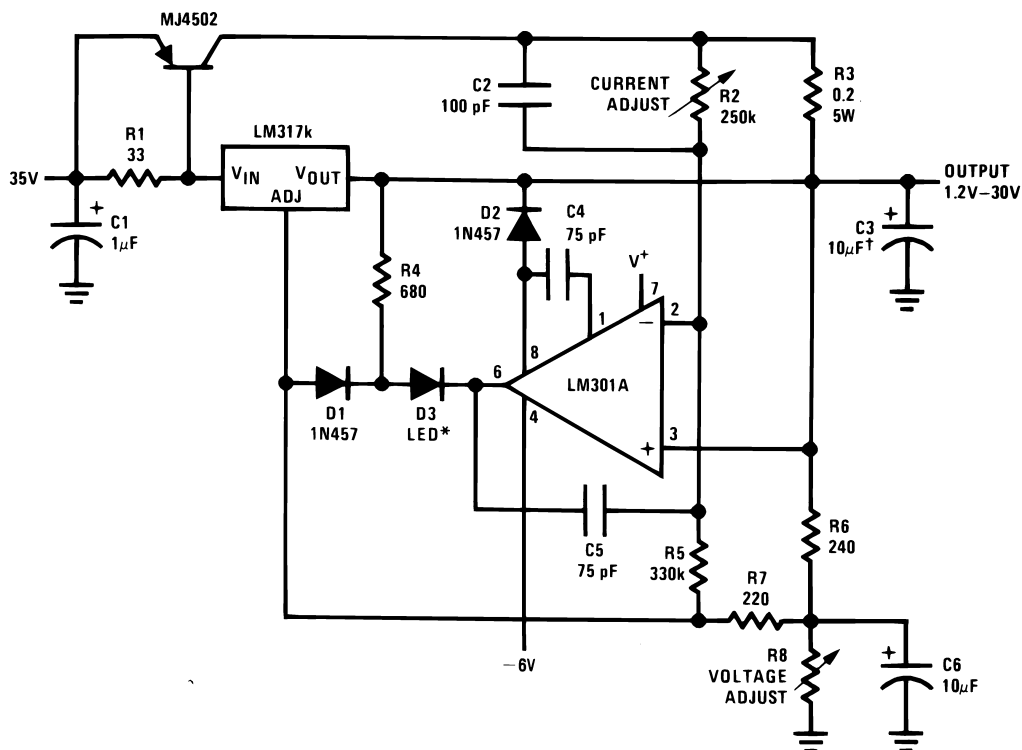 MJ4502
R1
33
LM317k
VIN
VOUT
ADJ
35V
+
C1
1μF
C2
100 pF
CURRENT
ADJUST
R2
250k
R3
0.2
5W
OUTPUT
1.2V–30V
+
C3
10μF†
D2
1N457
C4
75 pF
V+
7
1
2
−
R4
680
8
6
LM301A
4
3
+
D1
1N457
D3
LED*
C5
75 pF
R5
330k
R6
240
R7
220
−6V
R8
VOLTAGE
ADJUST
+
C6
10μF